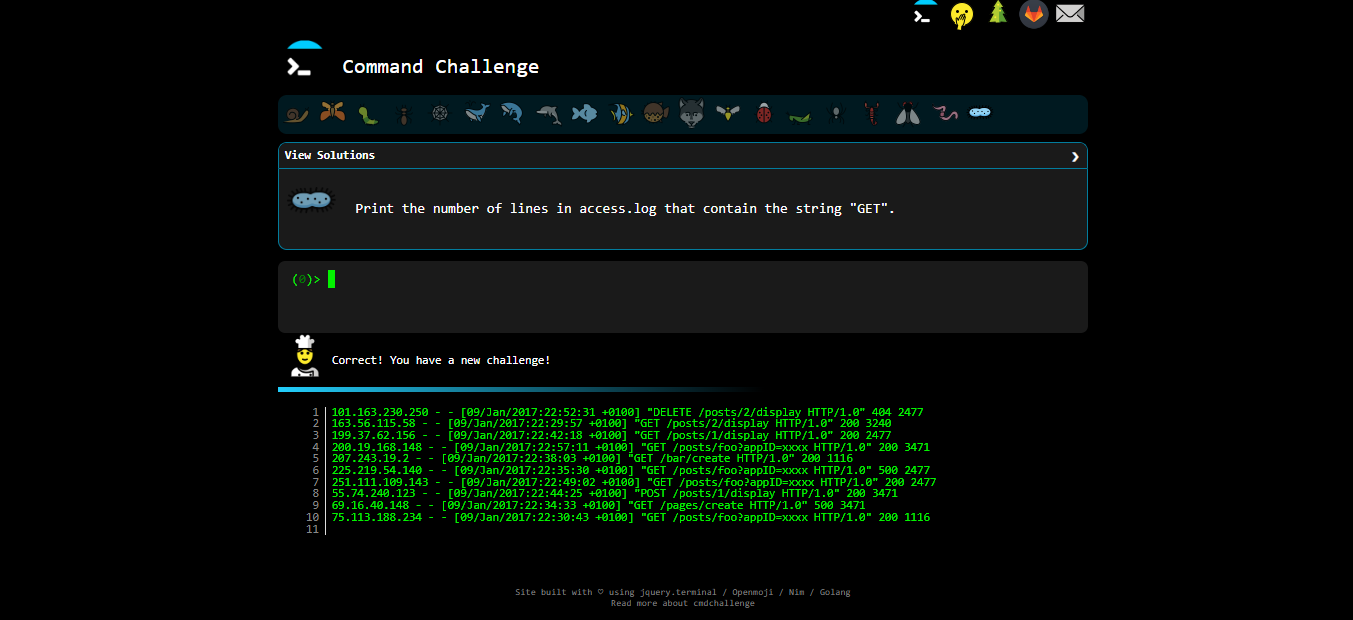 Command Challenge
View Solutions
Print the number of lines in access.log that contain the string "GET".
(0)>
Correct! You have a new challenge!
1 101.163.230.250 - - [09/Jan/2017:22:52:31 +0100] "DELETE /posts/2/display HTTP/1.0" 404 2477
2 163.56.115.58 - - [09/Jan/2017:22:29:57 +0100] "GET /posts/2/display HTTP/1.0" 200 3240
3 199.37.62.156 - - [09/Jan/2017:22:42:18 +0100] "GET /posts/1/display HTTP/1.0" 200 2477
4 200.19.168.148 - - [09/Jan/2017:22:57:11 +0100] "GET /posts/foo?appID=xxxx HTTP/1.0" 200 3471
5 207.243.19.2 - - [09/Jan/2017:22:38:03 +0100] "GET /bar/create HTTP/1.0" 200 1116
6 225.219.54.140 - - [09/Jan/2017:22:35:30 +0100] "GET /posts/foo?appID=xxxx HTTP/1.0" 500 2477
7 251.111.109.143 - - [09/Jan/2017:22:49:02 +0100] "GET /posts/foo?appID=xxxx HTTP/1.0" 200 2477
8 55.74.240.123 - - [09/Jan/2017:22:44:25 +0100] "POST /posts/1/display HTTP/1.0" 200 3471
9 69.16.40.148 - - [09/Jan/2017:22:34:33 +0100] "GET /pages/create HTTP/1.0" 500 3471
10 75.113.188.234 - - [09/Jan/2017:22:30:43 +0100] "GET /posts/foo?appID=xxxx HTTP/1.0" 200 1116
11
Site built with ♡ using jquery.terminal / Openmoji / Nim / Golang
Read more about cmdchallenge